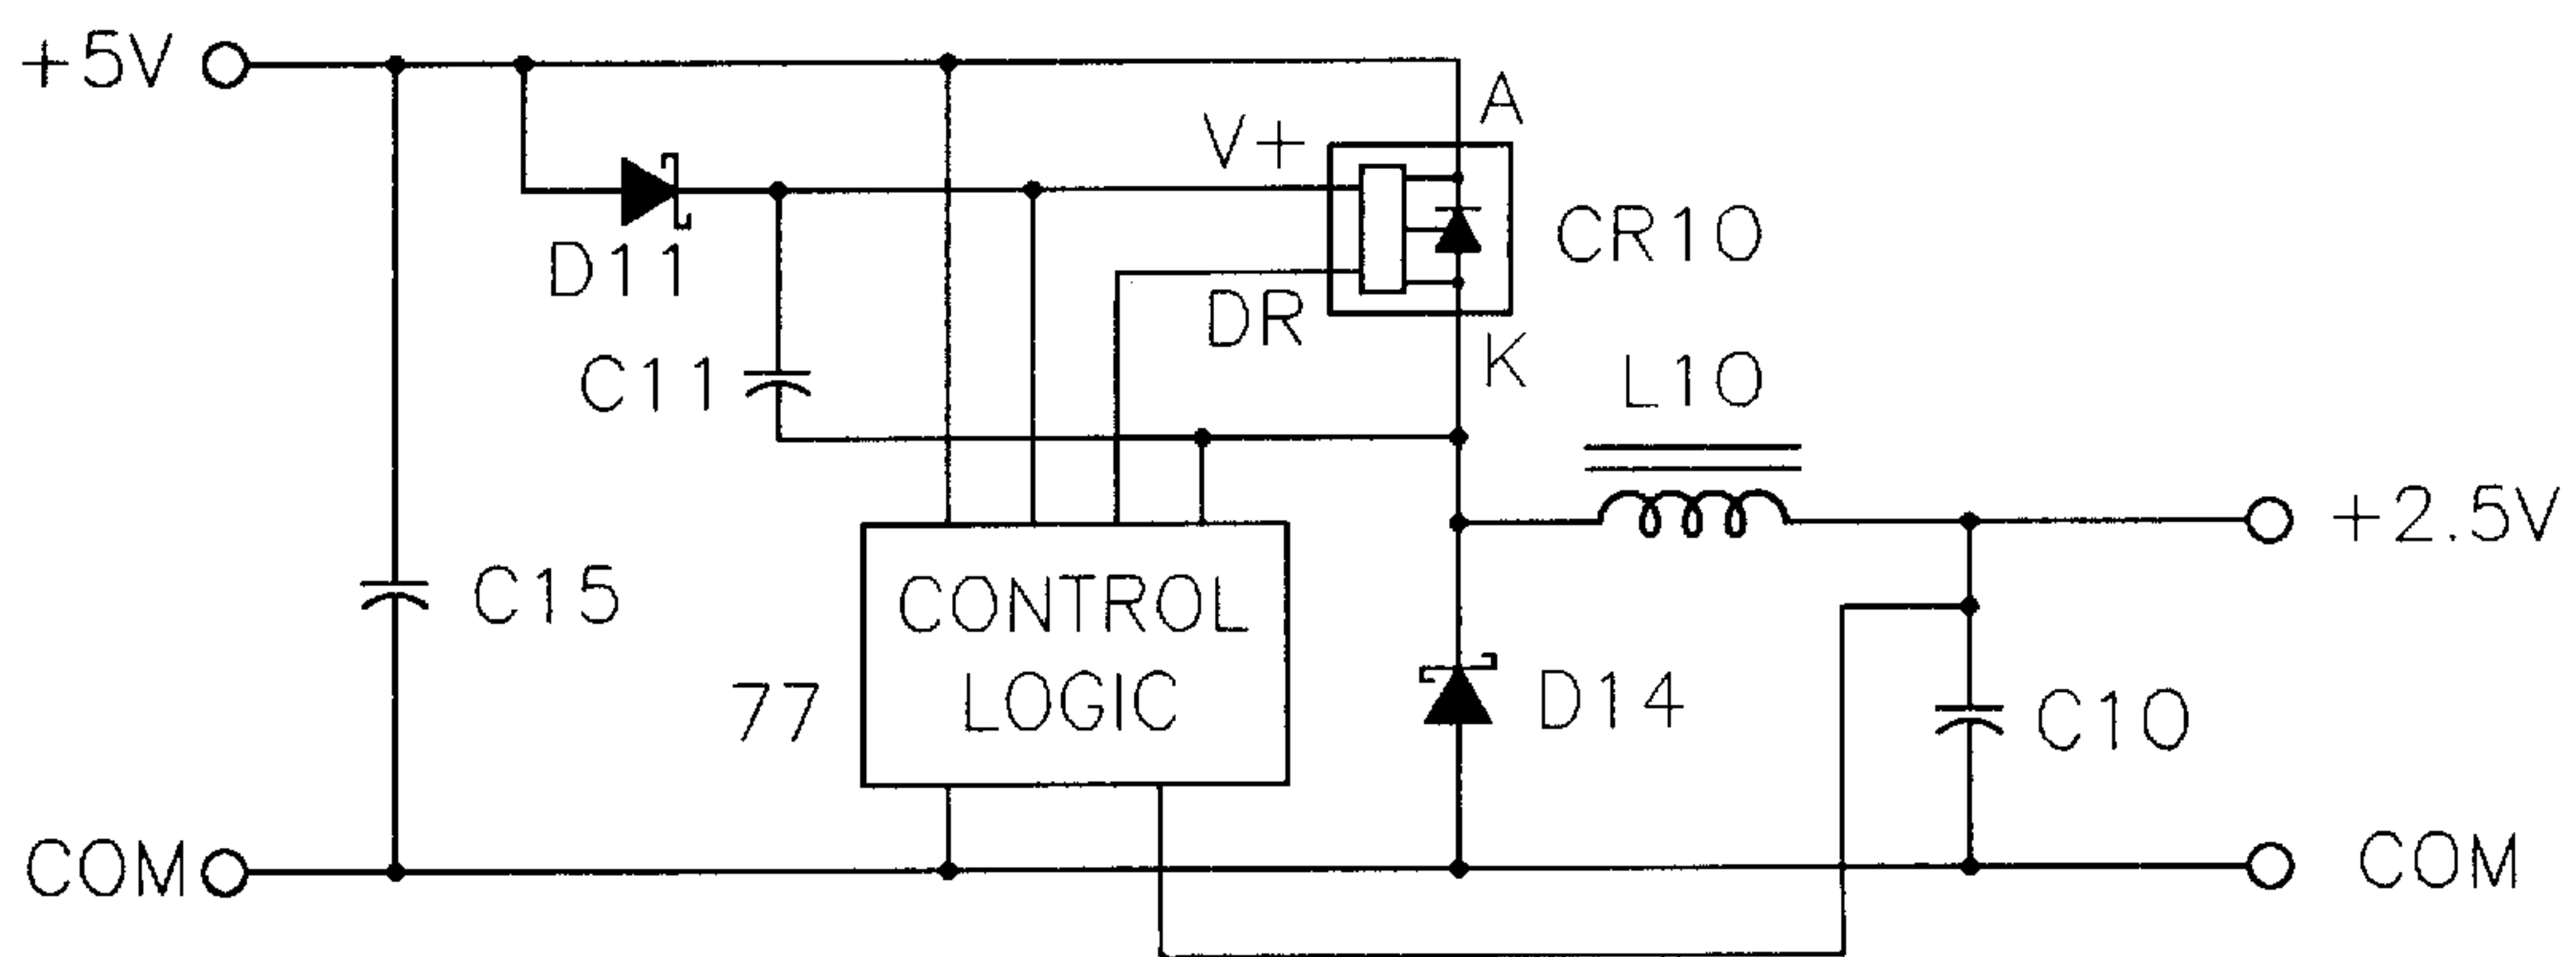 +5V
A
V+
CR10
D11
DR
K
C11
L10
+2.5V
C15
CONTROL
LOGIC
77
D14
C10
COM
COM